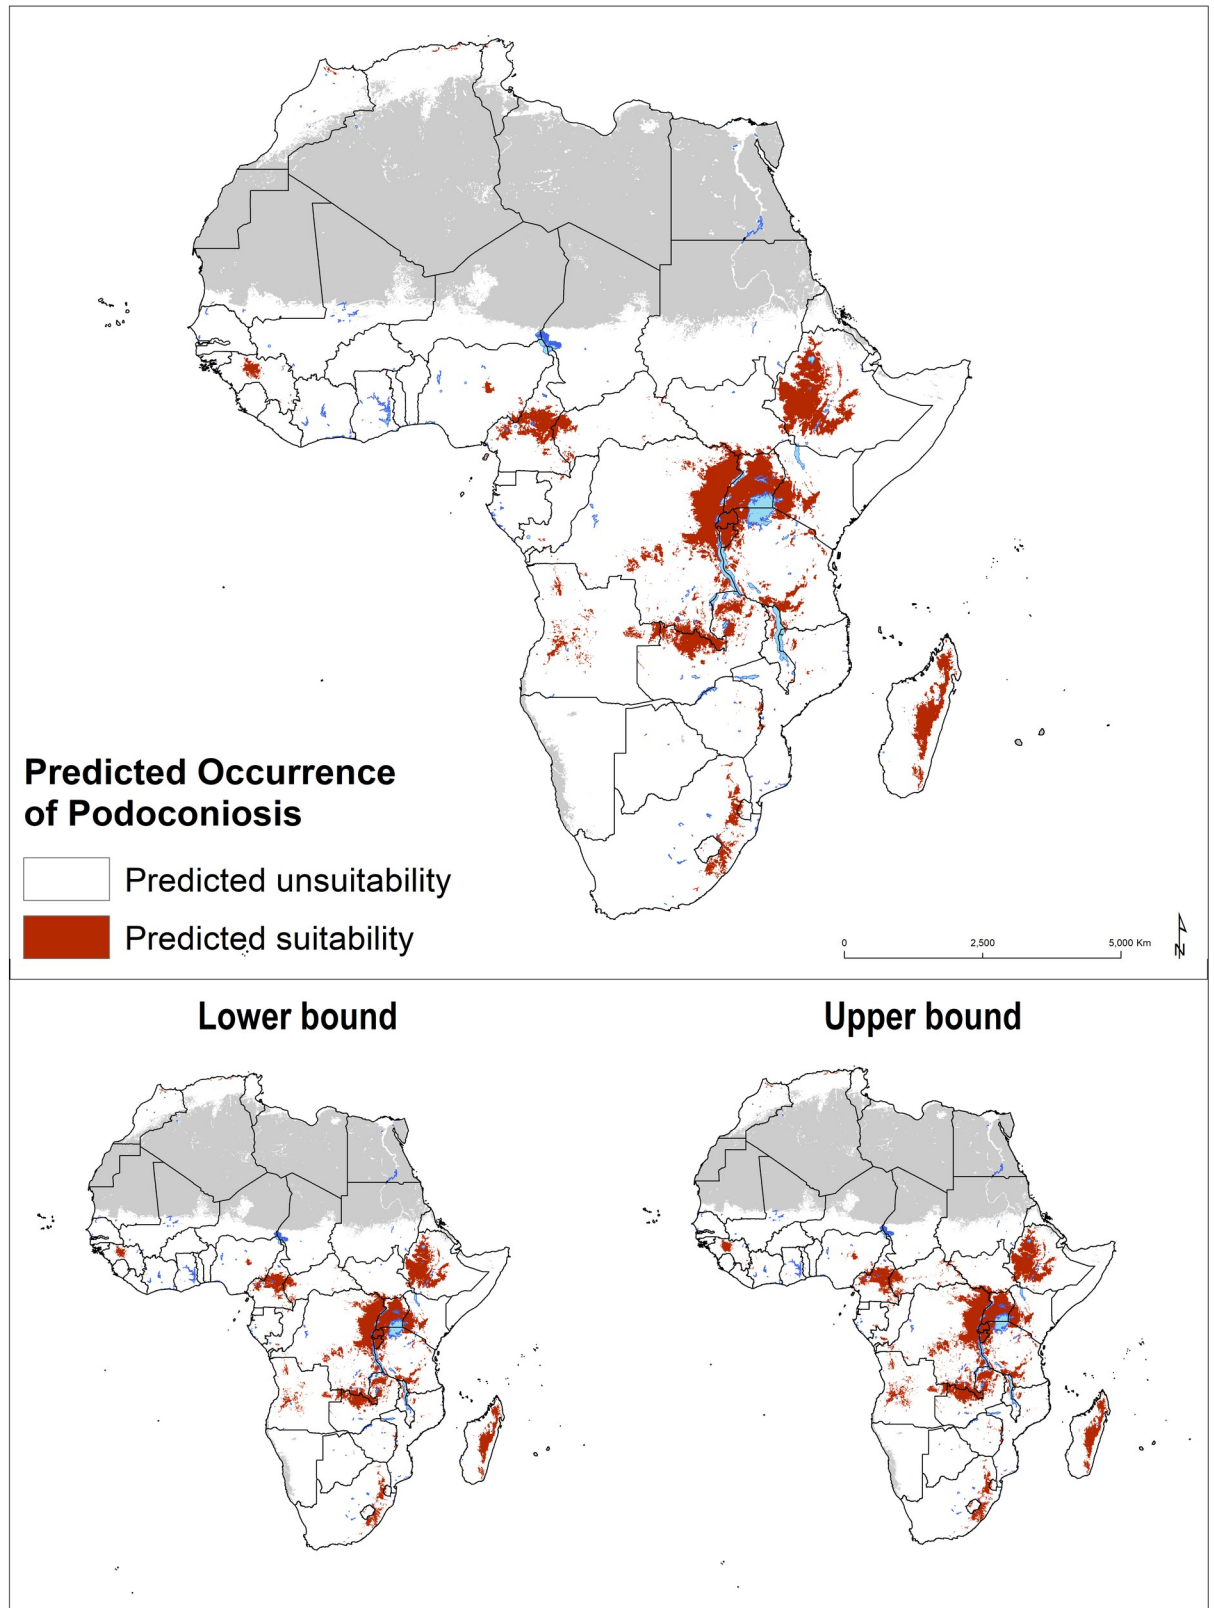 Predicted Occurrence
of Podoconiosis
Predicted unsuitability
Predicted suitability
0 2,500 5,000 Km
N
Lower bound
Upper bound